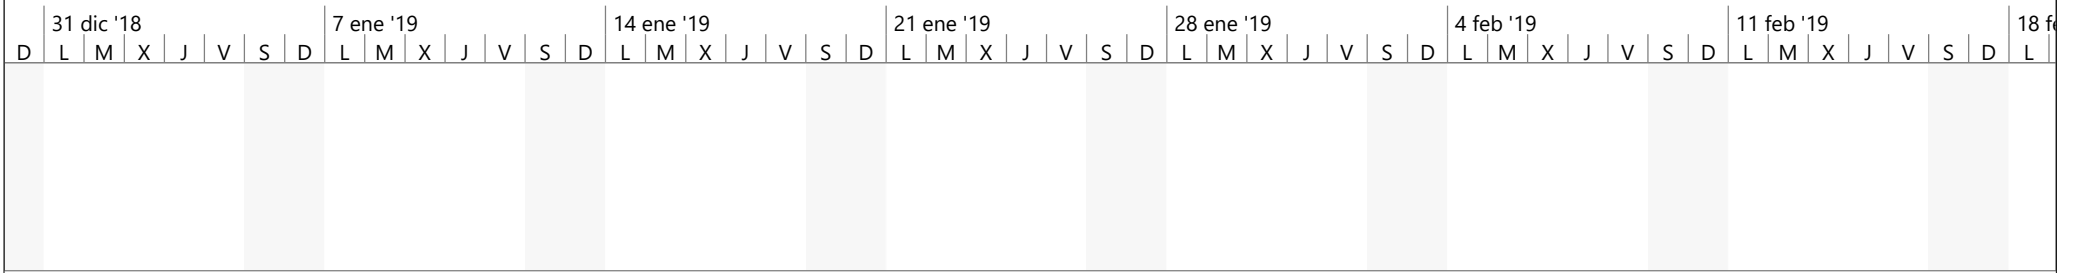 31 dic '18 7 ene '19 14 ene '19 21 ene '19 28 ene '19 4 feb '19 11 feb '19 18
D L M X J V S D L M X J V S D L M X J V S D L M X J V S D L M X J V S D L M X J V S D L M X J V S D L